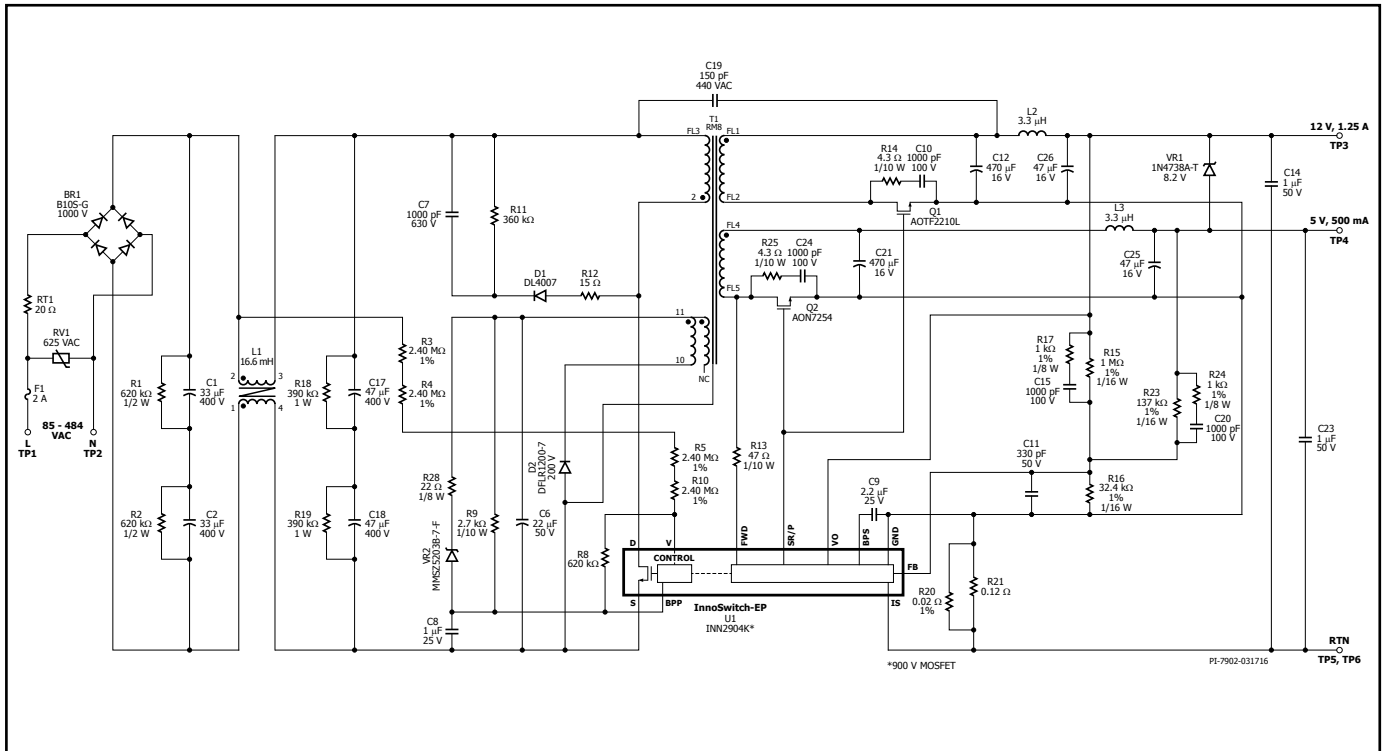 C19
150 pF
440 VAC
T1
RM8
FL3
FL1
2
FL2
FL4
FL5
11
10
NC
L2
3.3 µH
12 V, 1.25 A
TP3
R14
4.3 Ω
1/10 W
C10
1000 pF
100 V
C12
470 µF
16 V
C26
47 µF
16 V
VR1
1N4738A-T
8.2 V
C14
1 µF
50 V
Q1
AOTF2210L
BR1
B10S-G
1000 V
C7
1000 pF
630 V
R11
360 kΩ
L3
3.3 µH
5 V, 500 mA
TP4
R25
4.3 Ω
1/10 W
C24
1000 pF
100 V
C21
470 µF
16 V
C25
47 µF
16 V
Q2
AON7254
D1
DL4007
R12
15 Ω
RT1
20 Ω
RV1
625 VAC
F1
2 A
85 - 484
VAC
L
TP1
N
TP2
R1
620 kΩ
1/2 W
C1
33 µF
400 V
L1
16.6 mH
2
3
1
4
R18
390 kΩ
1 W
C17
47 µF
400 V
R3
2.40 MΩ
1%
R4
2.40 MΩ
1%
R17
1 kΩ
1%
1/8 W
R15
1 MΩ
1%
1/16 W
C15
1000 pF
100 V
R23
137 kΩ
1%
1/16 W
R24
1 kΩ
1%
1/8 W
C20
1000 pF
100 V
C23
1 µF
50 V
R2
620 kΩ
1/2 W
C2
33 µF
400 V
R19
390 kΩ
1 W
C18
47 µF
400 V
R28
22 Ω
1/8 W
VR2
MMSZ5203B-7-F
R9
2.7 kΩ
1/10 W
C6
22 µF
50 V
D2
DFLR1200-7
200 V
R5
2.40 MΩ
1%
R10
2.40 MΩ
1%
R13
47 Ω
1/10 W
C11
330 pF
50 V
R16
32.4 kΩ
1%
1/16 W
C9
2.2 µF
25 V
R8
620 kΩ
D
V
FWD
SR/P
VO
BPS
GND
CONTROL
FB
S
BPP
IS
InnoSwitch-EP
U1
INN2904K*
C8
1 µF
25 V
R20
0.02 Ω
1%
R21
0.12 Ω
RTN
TP5, TP6
*900 V MOSFET
PI-7902-031716